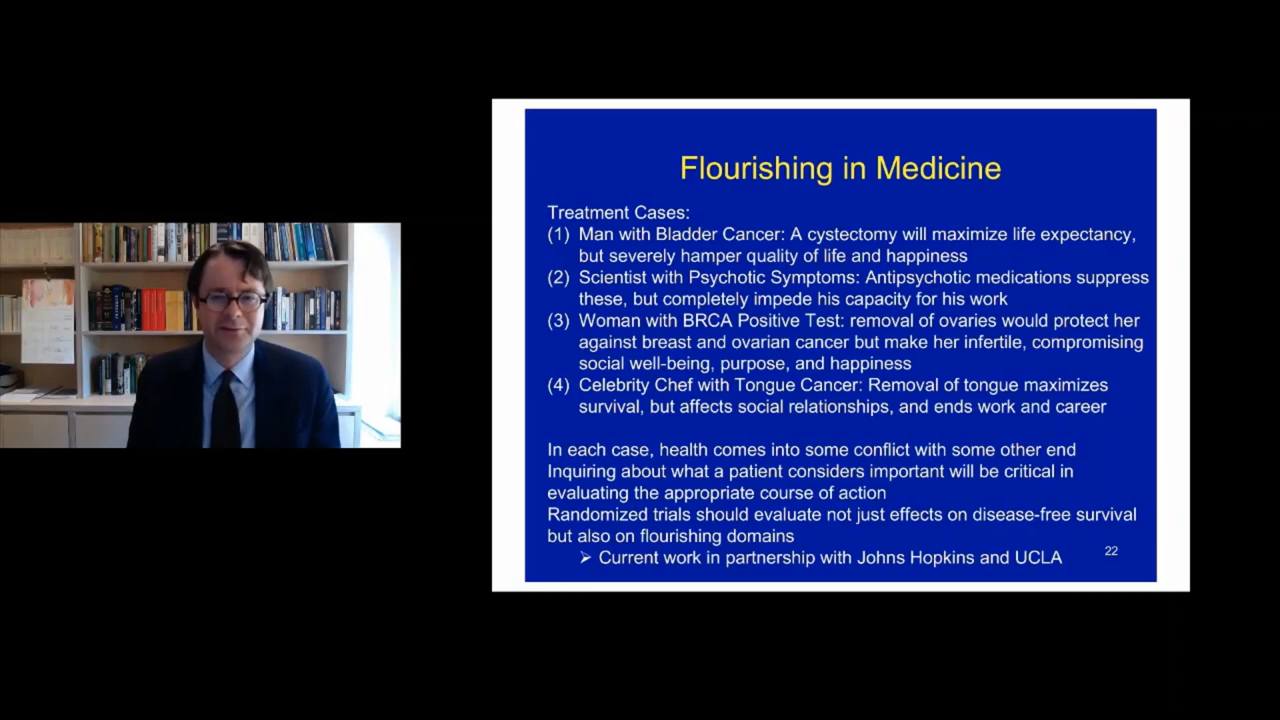 Flourishing in Medicine
Treatment Cases:
(1) Man with Bladder Cancer: A cystectomy will maximize life expectancy,
but severely hamper quality of life and happiness
(2) Scientist with Psychotic Symptoms: Antipsychotic medications suppress
these, but completely impede his capacity for his work
(3) Woman with BRCA Positive Test: removal of ovaries would protect her
against breast and ovarian cancer but make her infertile, compromising
social well-being, purpose, and happiness
(4) Celebrity Chef with Tongue Cancer: Removal of tongue maximizes
survival, but affects social relationships, and ends work and career
In each case, health comes into some conflict with some other end
Inquiring about what a patient considers important will be critical in
evaluating the appropriate course of action
Randomized trials should evaluate not just effects on disease-free survival
but also on flourishing domains
➢ Current work in partnership with Johns Hopkins and UCLA
22